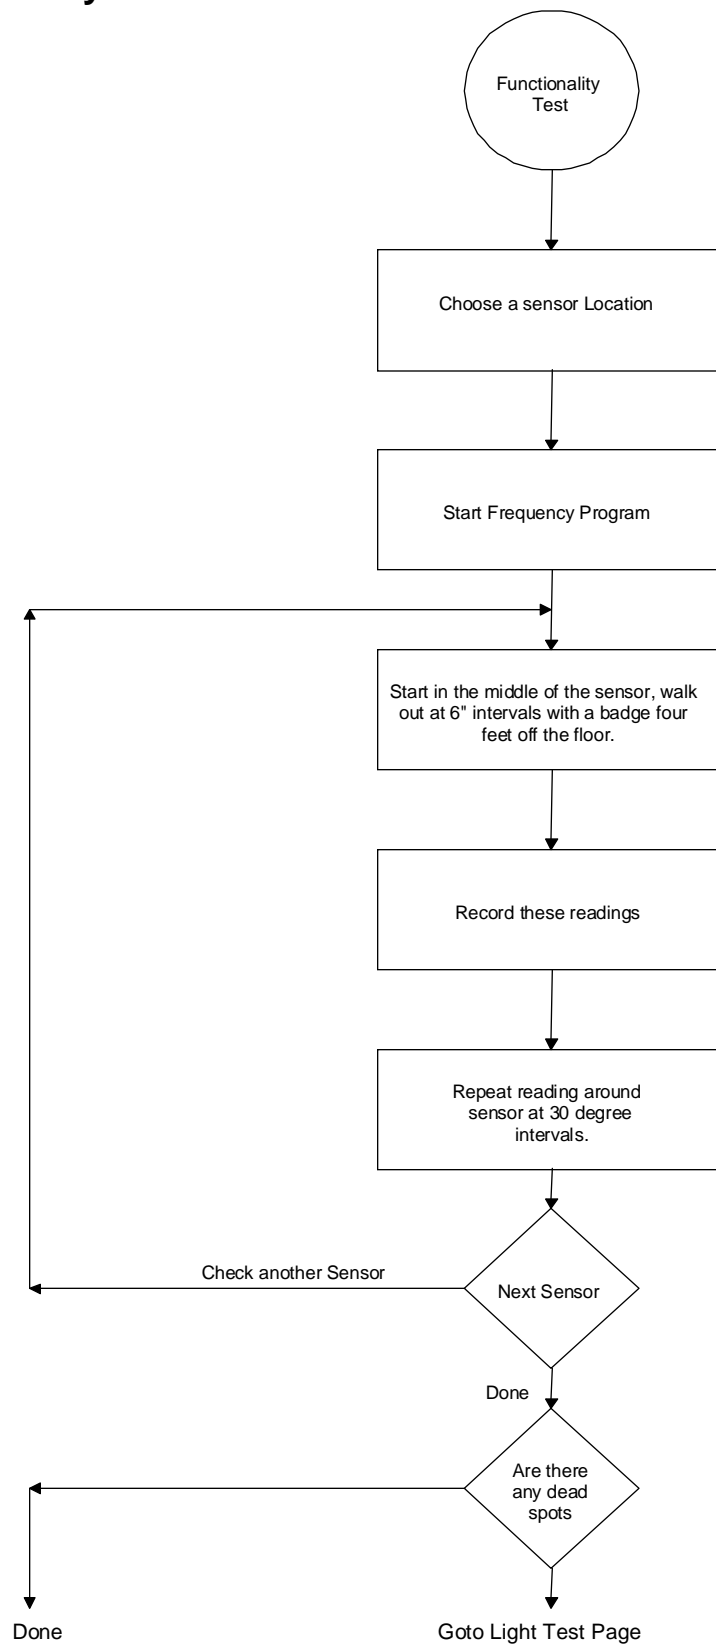 Functionality
Test
Choose a sensor Location
Start Frequency Program
Start in the middle of the sensor, walk
out at 6" intervals with a badge four
feet off the floor.
Record these readings
Repeat reading around
sensor at 30 degree
intervals.
Check another Sensor
Next Sensor
Done
Are there
any dead
spots
Done
Goto Light Test Page